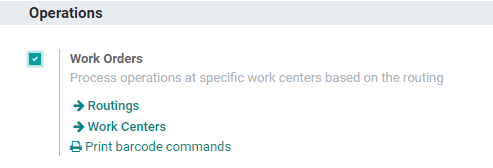 Operations
Work Orders
Process operations at specific work centers based on the routing
Routings
Work Centers
Print barcode commands